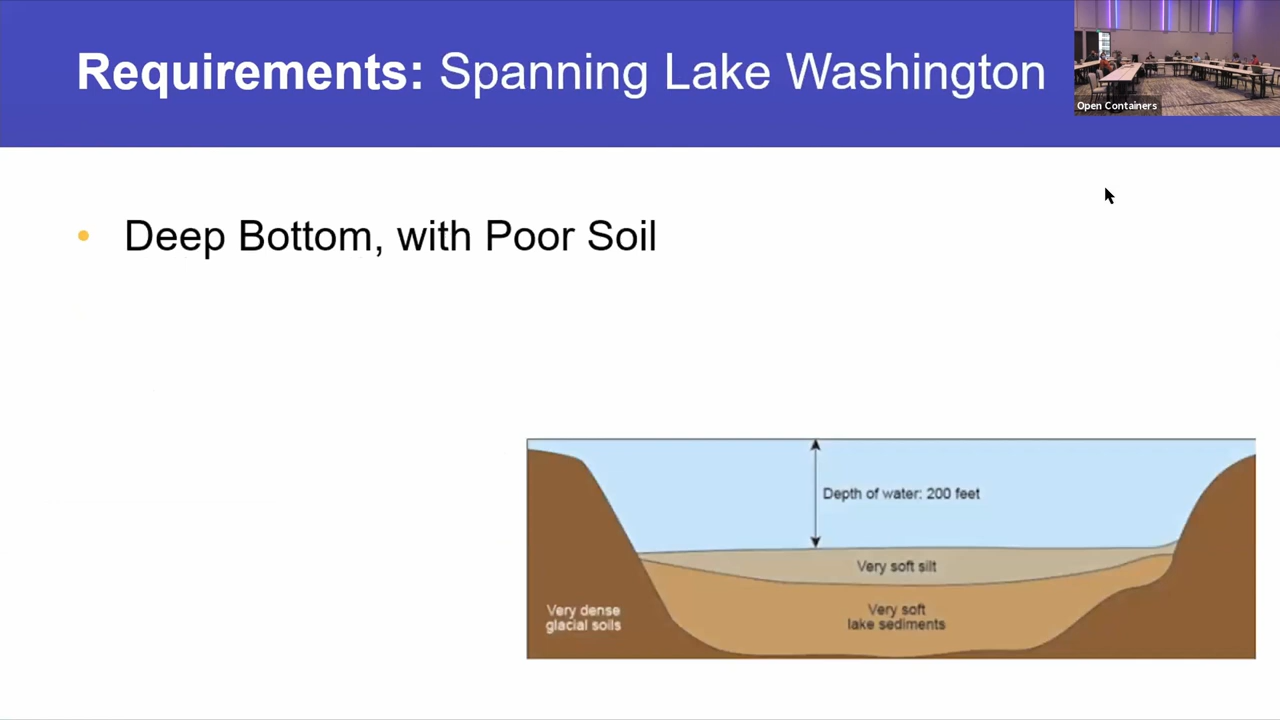 Requirements: Spanning Lake Washington
Open Containers
• Deep Bottom, with Poor Soil
Depth of water: 200 feet
Very soft silt
Very dense
glacial soils
Very soft
lake sediments